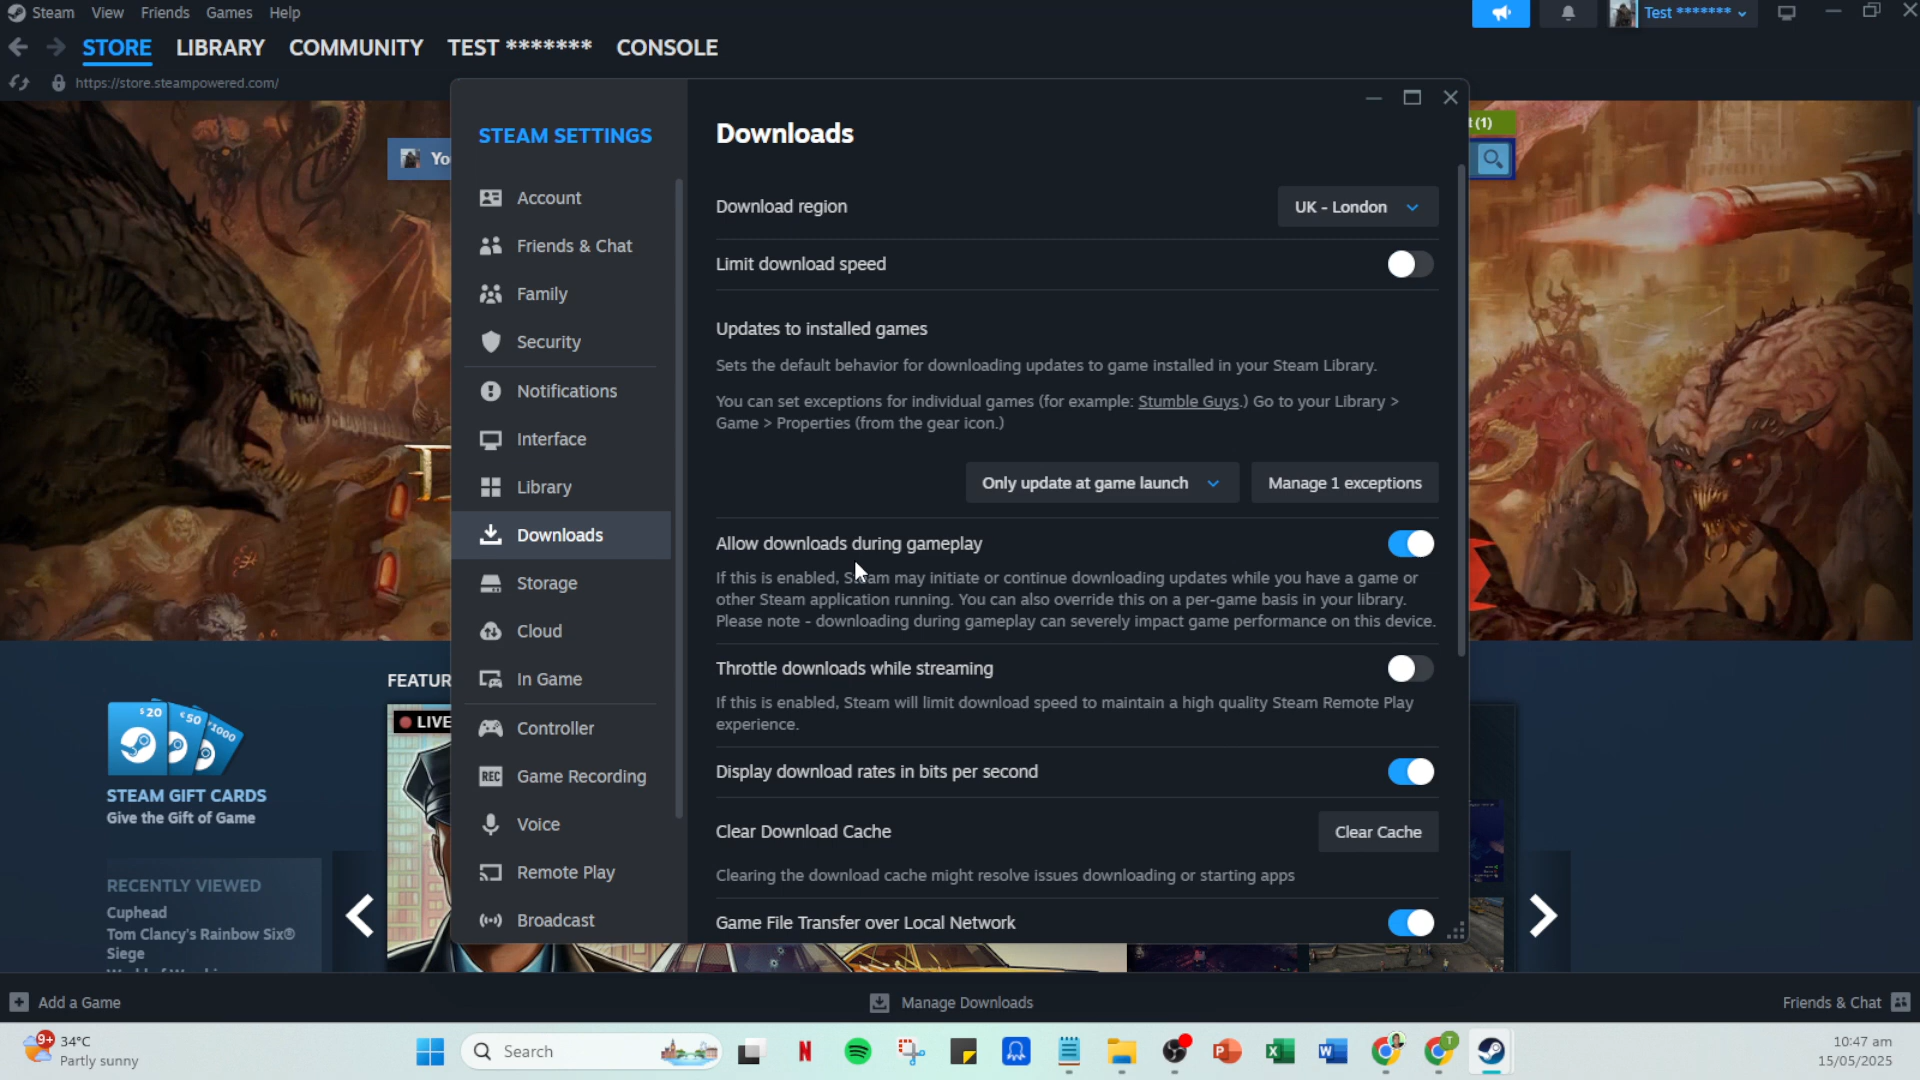 Steam View Friends Games Help
Test *******
STORE LIBRARY COMMUNITY TEST ******* CONSOLE
https://store.steampowered.com/
Yo
t (1)
STEAM SETTINGS
Account
Friends & Chat
Family
Security
Notifications
Interface
Library
Downloads
Storage
Cloud
In Game
Controller
REC Game Recording
Voice
Remote Play
Broadcast
Downloads
Download region UK - London
Limit download speed
Updates to installed games
Sets the default behavior for downloading updates to game installed in your Steam Library.
You can set exceptions for individual games (for example: Stumble Guys.) Go to your Library >
Game > Properties (from the gear icon.)
Only update at game launch Manage 1 exceptions
Allow downloads during gameplay
If this is enabled, Steam may initiate or continue downloading updates while you have a game or
other Steam application running. You can also override this on a per-game basis in your library.
Please note - downloading during gameplay can severely impact game performance on this device.
Throttle downloads while streaming
If this is enabled, Steam will limit download speed to maintain a high quality Steam Remote Play
experience.
Display download rates in bits per second
Clear Download Cache Clear Cache
Clearing the download cache might resolve issues downloading or starting apps
Game File Transfer over Local Network
FEATUR
LIVE
$20 €50 ₹1000
STEAM GIFT CARDS
Give the Gift of Game
RECENTLY VIEWED
Cuphead
Tom Clancy's Rainbow Six®
Siege
Add a Game Manage Downloads Friends & Chat
9+ 34°C
Partly sunny
Search
N
P
X
W
T
10:47 am
15/05/2025